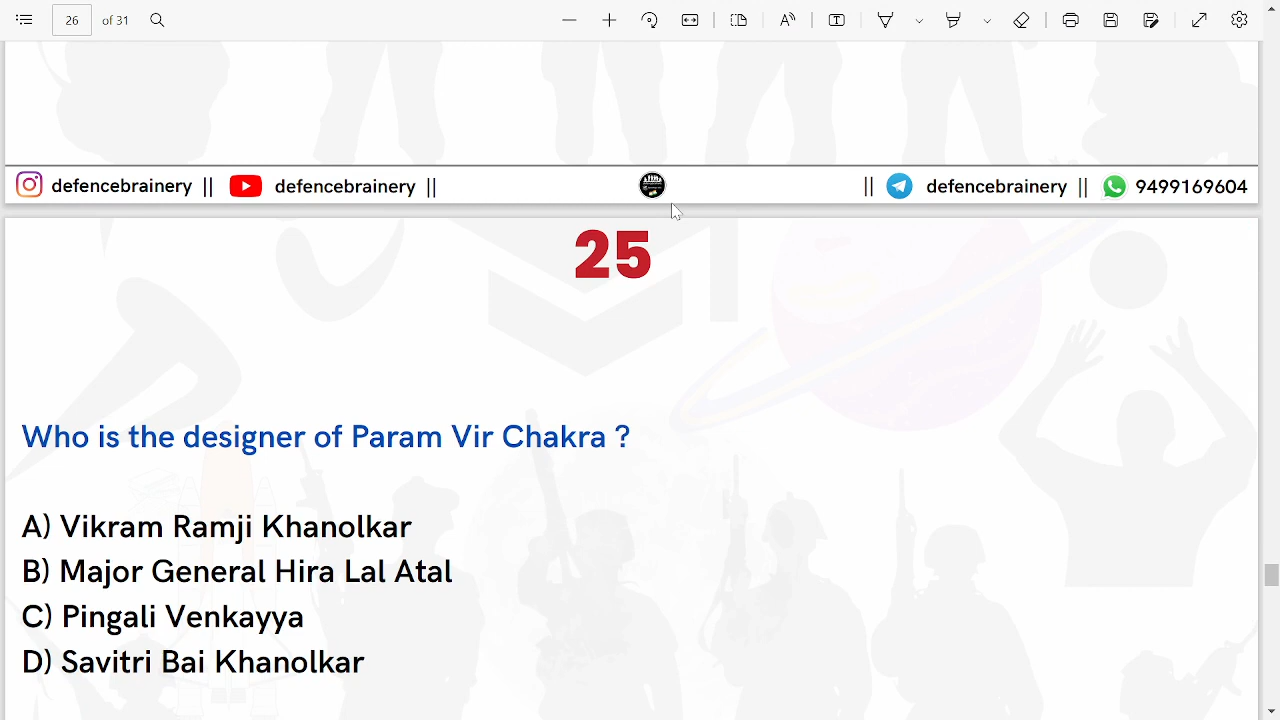 26 of 31
defencebrainery || defencebrainery || || defencebrainery || 9499169604
25
Who is the designer of Param Vir Chakra ?
A) Vikram Ramji Khanolkar
B) Major General Hira Lal Atal
C) Pingali Venkayya
D) Savitri Bai Khanolkar